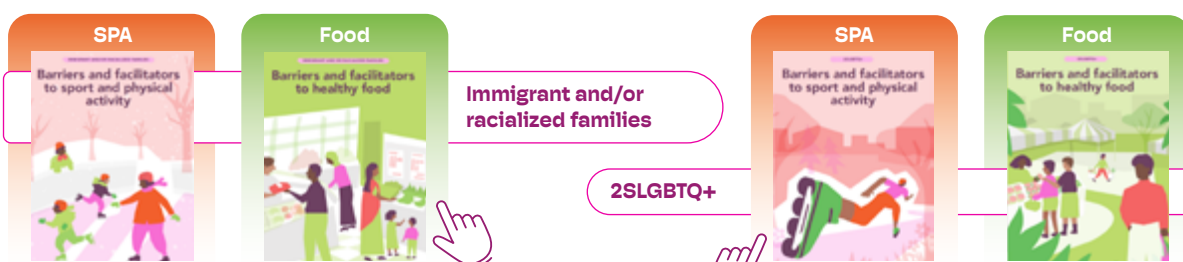 SPA
Barriers and facilitators
to sport and physical
activity
Food
Barriers and facilitators
to healthy food
Immigrant and/or
racialized families
2SLGBTQ+
SPA
Barriers and facilitators
to sport and physical
activity
Food
Barriers and facilitators
to healthy food